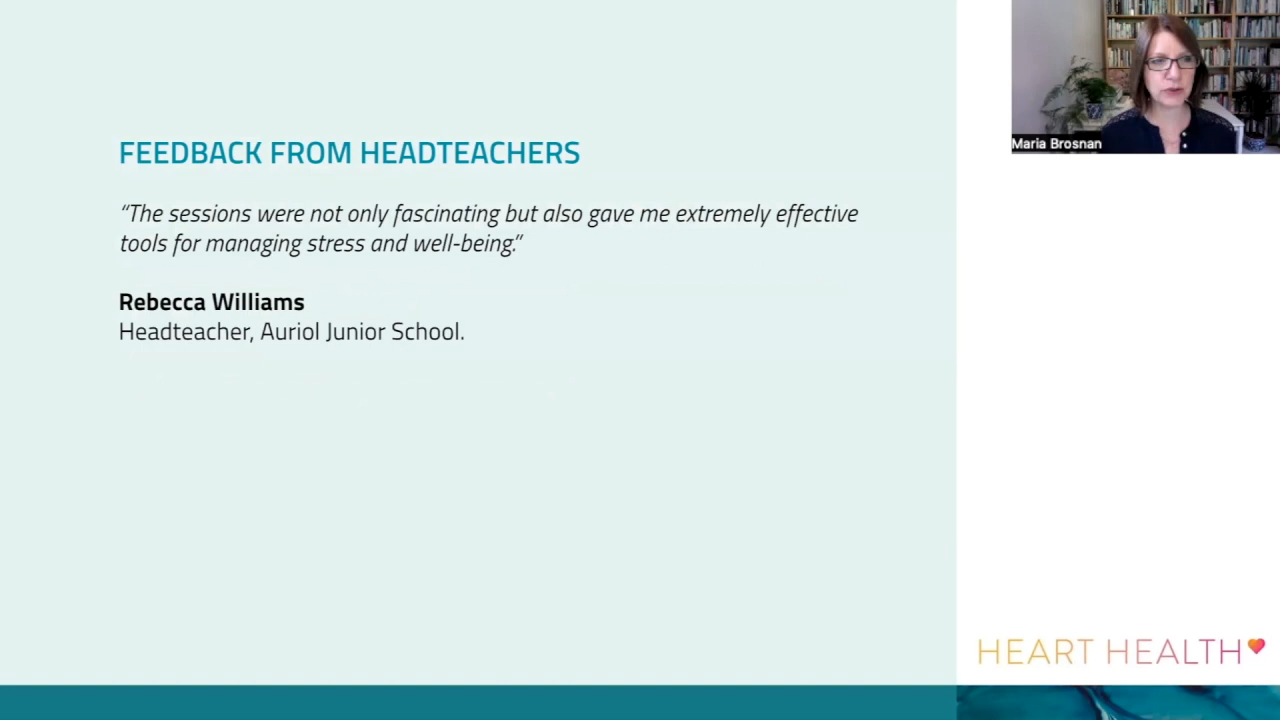 FEEDBACK FROM HEADTEACHERS
“The sessions were not only fascinating but also gave me extremely effective
tools for managing stress and well-being.”
Rebecca Williams
Headteacher, Auriol Junior School.
Maria Brosnan
HEART HEALTH